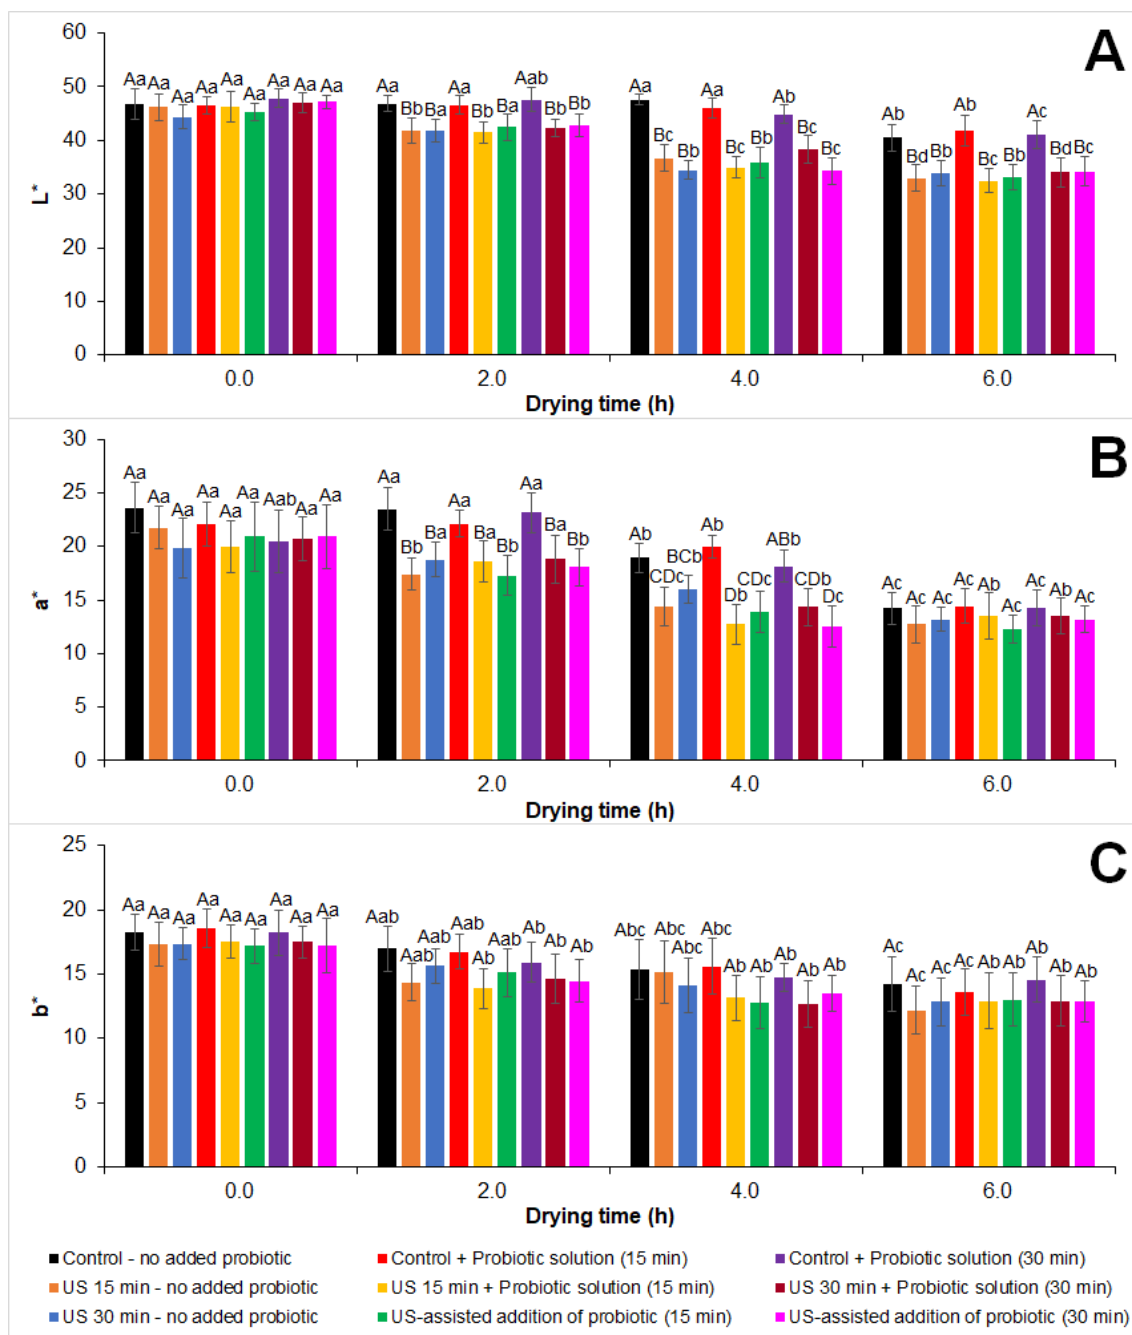 A
60
50
40
30
20
10
0
L*
Aa Aa Aa Aa Aa Aa Aa Aa Aa
Aa Bb Ba Aa Bb Ba Aab Bb Bb
Aa Bc Bb Aa Bc Bb Ab Bc Bc
Ab Bd Bb Ab Bc Bb Ac Bd Bc
0.0 2.0 4.0 6.0
Drying time (h)
B
30
25
20
15
10
5
0
a*
Aa Aa Aa Aa Aa Aa Aab Aa Aa
Aa Bb Ba Aa Ba Bb Aa Ba Bb
Ab CDc BCb Ab Db CDc ABb CDb Dc
Ac Ac Ac Ac Ab Ac Ac Ab Ac
0.0 2.0 4.0 6.0
Drying time (h)
C
25
20
15
10
5
0
b*
Aa Aa Aa Aa Aa Aa Aa Aa Aa
Aab Aab Aab Aab Ab Aab Ab Ab Ab
Abc Abc Abc Abc Ab Ab Ab Ab Ab
Ac Ac Ac Ac Ab Ab Ab Ab Ab
0.0 2.0 4.0 6.0
Drying time (h)
Control - no added probiotic Control + Probiotic solution (15 min) Control + Probiotic solution (30 min)
US 15 min - no added probiotic US 15 min + Probiotic solution (15 min) US 30 min + Probiotic solution (30 min)
US 30 min - no added probiotic US-assisted addition of probiotic (15 min) US-assisted addition of probiotic (30 min)